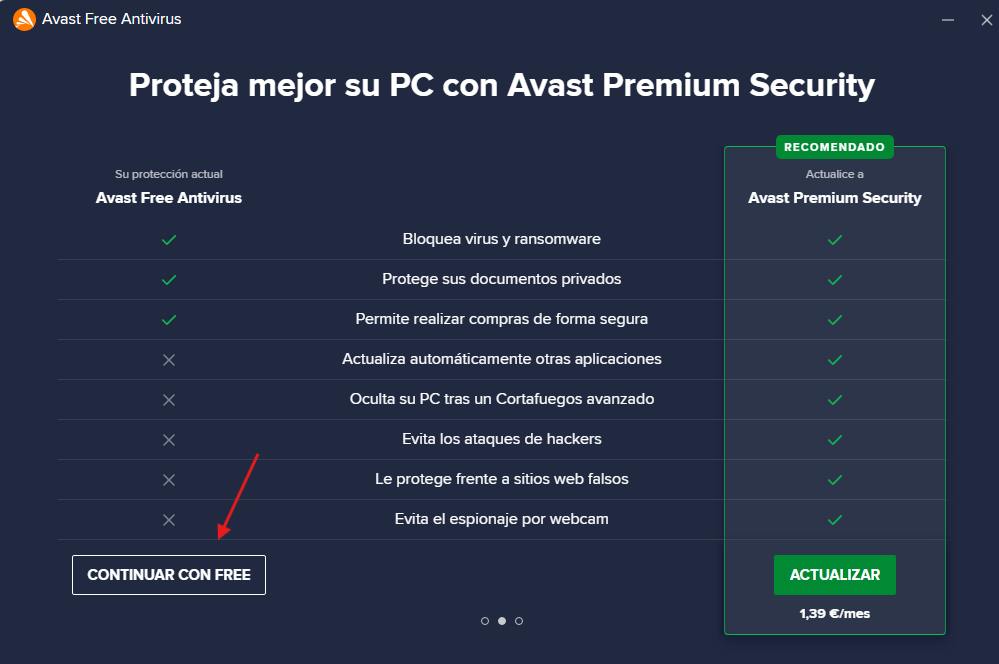 Avast Free Antivirus
Proteja mejor su PC con Avast Premium Security
RECOMENDADO
Su protección actual
Avast Free Antivirus
Actualice a
Avast Premium Security
Bloquea virus y ransomware
Protege sus documentos privados
Permite realizar compras de forma segura
Actualiza automáticamente otras aplicaciones
Oculta su PC tras un Cortafuegos avanzado
Evita los ataques de hackers
Le protege frente a sitios web falsos
Evita el espionaje por webcam
CONTINUAR CON FREE
ACTUALIZAR
1,39 €/mes